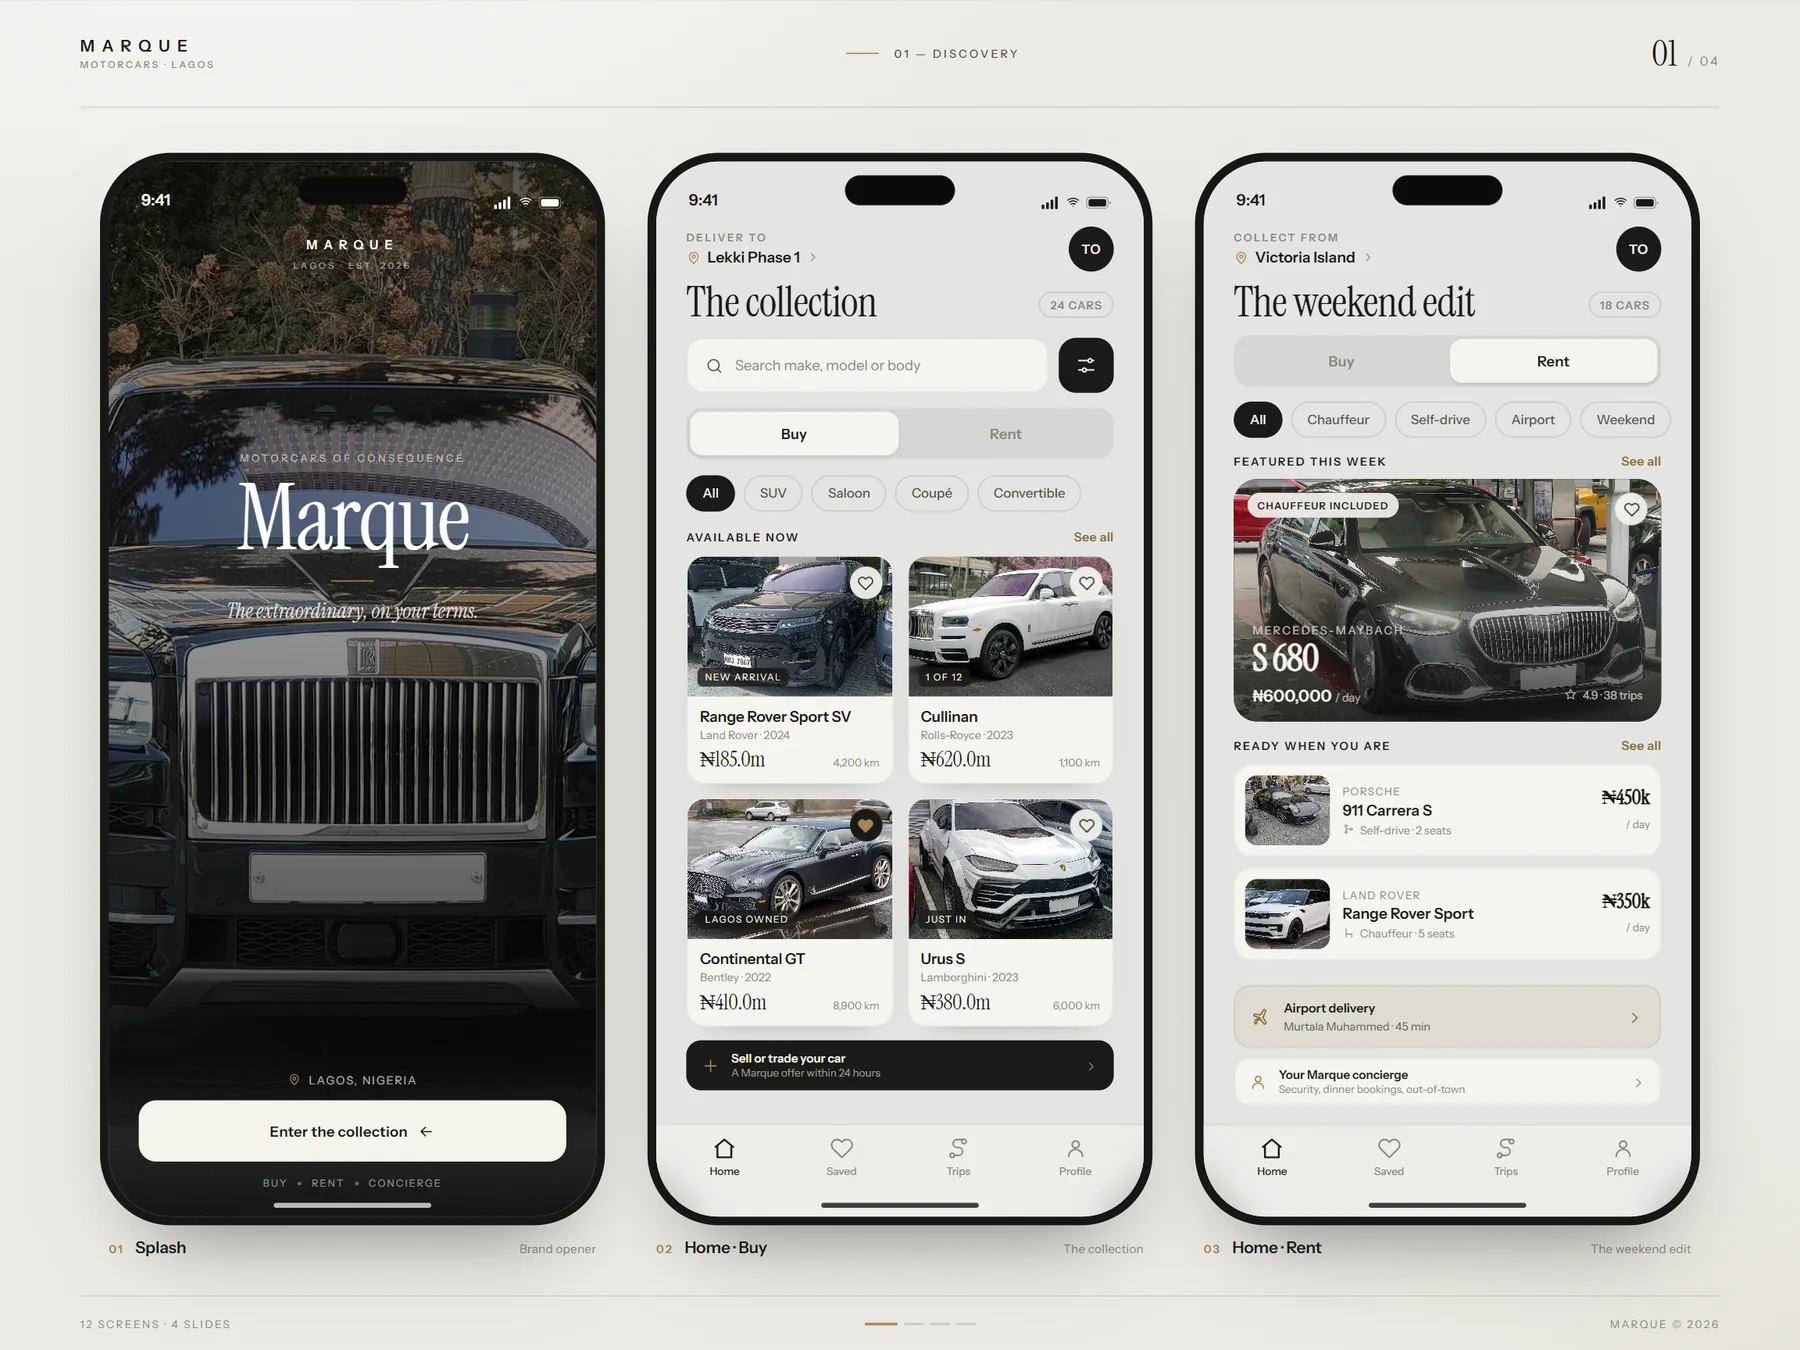 MARQUE
MOTORCARS · LAGOS
01 — DISCOVERY
01 / 04
9:41
MARQUE
LAGOS · EST. 2026
MOTORCARS OF CONSEQUENCE
Marque
The extraordinary, on your terms.
LAGOS, NIGERIA
Enter the collection ←
BUY • RENT • CONCIERGE
01 Splash
Brand opener
9:41
DELIVER TO
Lekki Phase 1
TO
The collection
24 CARS
Search make, model or body
Buy
Rent
All
SUV
Saloon
Coupé
Convertible
AVAILABLE NOW
See all
NEW ARRIVAL
Range Rover Sport SV
Land Rover · 2024
₦185.0m
4,200 km
1 OF 12
Cullinan
Rolls-Royce · 2023
₦620.0m
1,100 km
LAGOS OWNED
Continental GT
Bentley · 2022
₦410.0m
8,900 km
JUST IN
Urus S
Lamborghini · 2023
₦380.0m
6,000 km
Sell or trade your car
A Marque offer within 24 hours
Home
Saved
Trips
Profile
02 Home · Buy
The collection
9:41
COLLECT FROM
Victoria Island
TO
The weekend edit
18 CARS
Buy
Rent
All
Chauffeur
Self-drive
Airport
Weekend
FEATURED THIS WEEK
See all
CHAUFFEUR INCLUDED
MERCEDES-MAYBACH
S 680
₦600,000 / day
4.9 · 38 trips
READY WHEN YOU ARE
See all
PORSCHE
911 Carrera S
Self-drive · 2 seats
₦450k
/ day
LAND ROVER
Range Rover Sport
Chauffeur · 5 seats
₦350k
/ day
Airport delivery
Murtala Muhammed · 45 min
Your Marque concierge
Security, dinner bookings, out-of-town
Home
Saved
Trips
Profile
03 Home · Rent
The weekend edit
12 SCREENS · 4 SLIDES
MARQUE © 2026